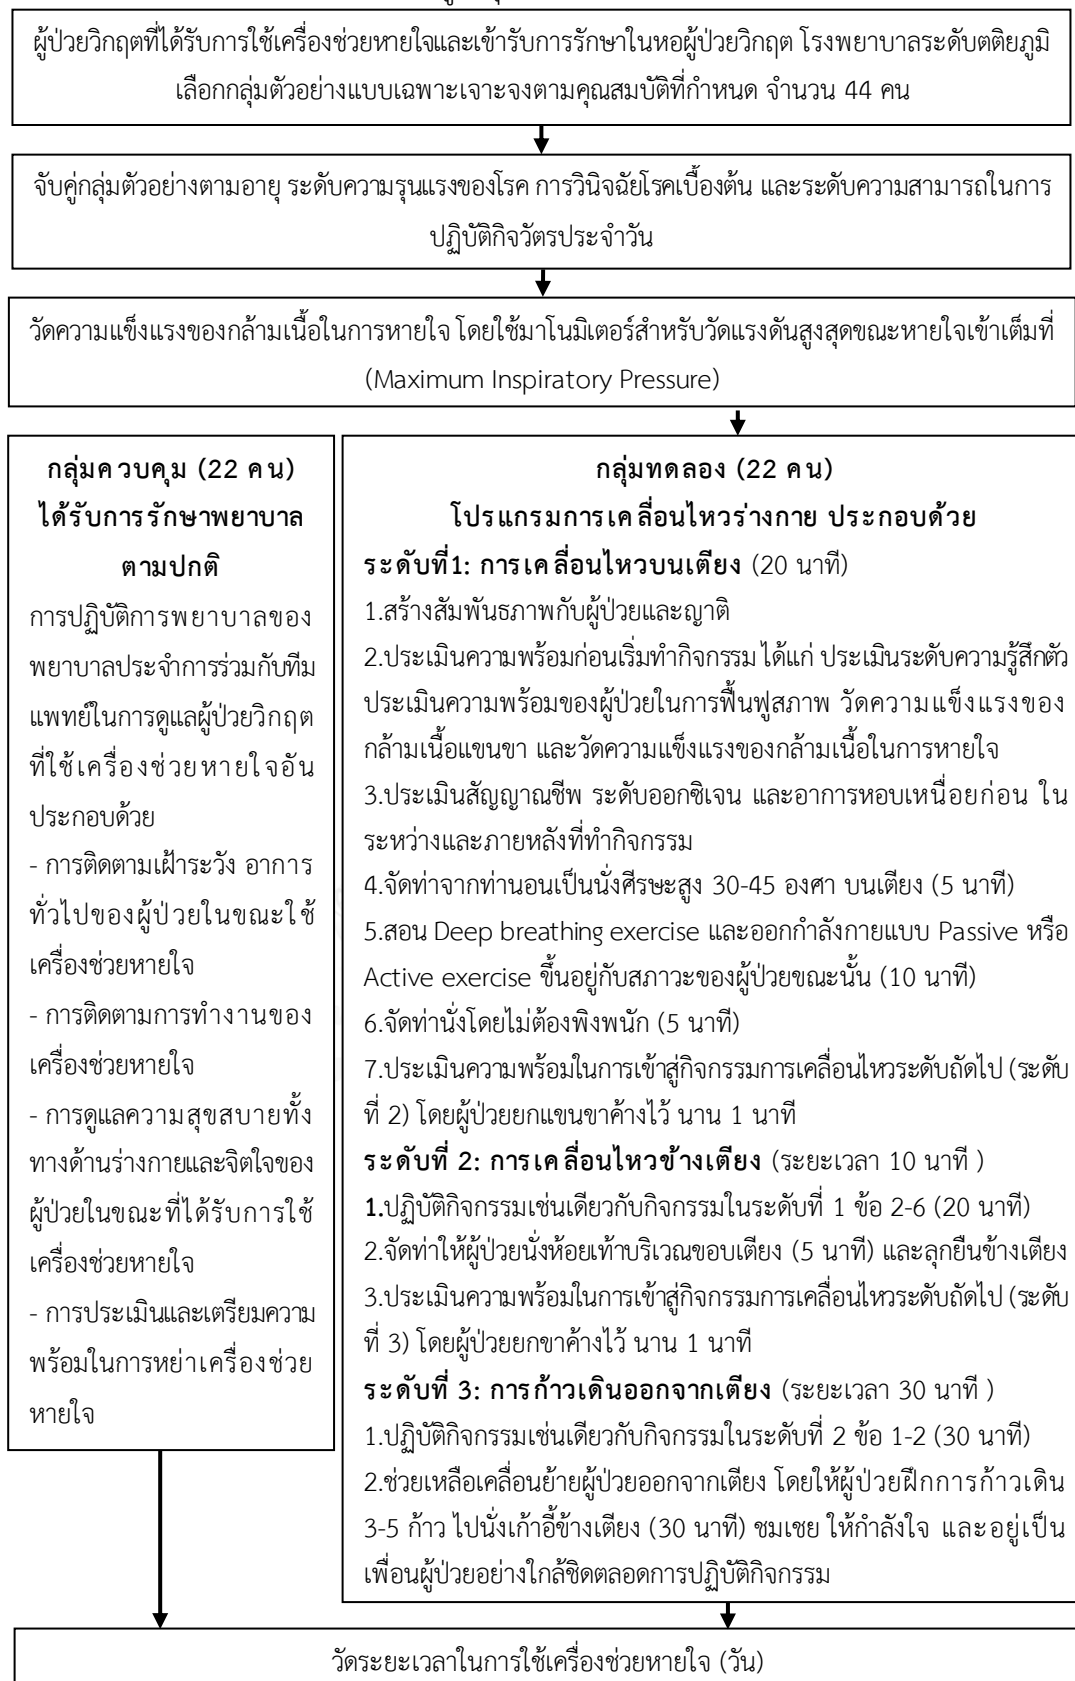 ผู้ป่วยวิกฤตที่ได้รับการใช้เครื่องช่วยหายใจและเข้ารับการรักษาในหอผู้ป่วยวิกฤต โรงพยาบาลระดับตติยภูมิ
เลือกกลุ่มตัวอย่างแบบเฉพาะเจาะจงตามคุณสมบัติที่กำหนด จำนวน 44 คน
จับคู่กลุ่มตัวอย่างตามอายุ ระดับความรุนแรงของโรค การวินิจฉัยโรคเบื้องต้น และระดับความสามารถในการ
ปฏิบัติกิจวัตรประจำวัน
วัดความแข็งแรงของกล้ามเนื้อในการหายใจ โดยใช้มาโนมิเตอร์สำหรับวัดแรงดันสูงสุดขณะหายใจเข้าเต็มที่
(Maximum Inspiratory Pressure)
กลุ่มควบคุม (22 คน)
ได้รับการรักษาพยาบาล
ตามปกติ
การปฏิบัติการพยาบาลของ
พยาบาลประจำการร่วมกับทีม
แพทย์ในการดูแลผู้ป่วยวิกฤต
ที่ใช้เครื่องช่วยหายใจอัน
ประกอบด้วย
- การติดตามเฝ้าระวัง อาการ
ทั่วไปของผู้ป่วยในขณะใช้
เครื่องช่วยหายใจ
- การติดตามการทำงานของ
เครื่องช่วยหายใจ
- การดูแลความสุขสบายทั้ง
ทางด้านร่างกายและจิตใจของ
ผู้ป่วยในขณะที่ได้รับการใช้
เครื่องช่วยหายใจ
- การประเมินและเตรียมความ
พร้อมในการหย่าเครื่องช่วย
หายใจ
กลุ่มทดลอง (22 คน)
โปรแกรมการเคลื่อนไหวร่างกาย ประกอบด้วย
ระดับที่1: การเคลื่อนไหวบนเตียง (20 นาที)
1.สร้างสัมพันธภาพกับผู้ป่วยและญาติ
2.ประเมินความพร้อมก่อนเริ่มทำกิจกรรม ได้แก่ ประเมินระดับความรู้สึกตัว
ประเมินความพร้อมของผู้ป่วยในการฟื้นฟูสภาพ วัดความแข็งแรงของ
กล้ามเนื้อแขนขา และวัดความแข็งแรงของกล้ามเนื้อในการหายใจ
3.ประเมินสัญญาณชีพ ระดับออกซิเจน และอาการหอบเหนื่อยก่อน ใน
ระหว่างและภายหลังที่ทำกิจกรรม
4.จัดท่าจากท่านอนเป็นนั่งศีรษะสูง 30-45 องศา บนเตียง (5 นาที)
5.สอน Deep breathing exercise และออกกำลังกายแบบ Passive หรือ
Active exercise ขึ้นอยู่กับสภาวะของผู้ป่วยขณะนั้น (10 นาที)
6.จัดท่านั่งโดยไม่ต้องพิงพนัก (5 นาที)
7.ประเมินความพร้อมในการเข้าสู่กิจกรรมการเคลื่อนไหวระดับถัดไป (ระดับ
ที่ 2) โดยผู้ป่วยยกแขนขาค้างไว้ นาน 1 นาที
ระดับที่ 2: การเคลื่อนไหวข้างเตียง (ระยะเวลา 10 นาที )
1.ปฏิบัติกิจกรรมเช่นเดียวกับกิจกรรมในระดับที่ 1 ข้อ 2-6 (20 นาที)
2.จัดท่าให้ผู้ป่วยนั่งห้อยเท้าบริเวณขอบเตียง (5 นาที) และลุกยืนข้างเตียง
3.ประเมินความพร้อมในการเข้าสู่กิจกรรมการเคลื่อนไหวระดับถัดไป (ระดับ
ที่ 3) โดยผู้ป่วยยกขาค้างไว้ นาน 1 นาที
ระดับที่ 3: การก้าวเดินออกจากเตียง (ระยะเวลา 30 นาที )
1.ปฏิบัติกิจกรรมเช่นเดียวกับกิจกรรมในระดับที่ 2 ข้อ 1-2 (30 นาที)
2.ช่วยเหลือเคลื่อนย้ายผู้ป่วยออกจากเตียง โดยให้ผู้ป่วยฝึกการก้าวเดิน
3-5 ก้าว ไปนั่งเก้าอี้ข้างเตียง (30 นาที) ชมเชย ให้กำลังใจ และอยู่เป็น
เพื่อนผู้ป่วยอย่างใกล้ชิดตลอดการปฏิบัติกิจกรรม
วัดระยะเวลาในการใช้เครื่องช่วยหายใจ (วัน)